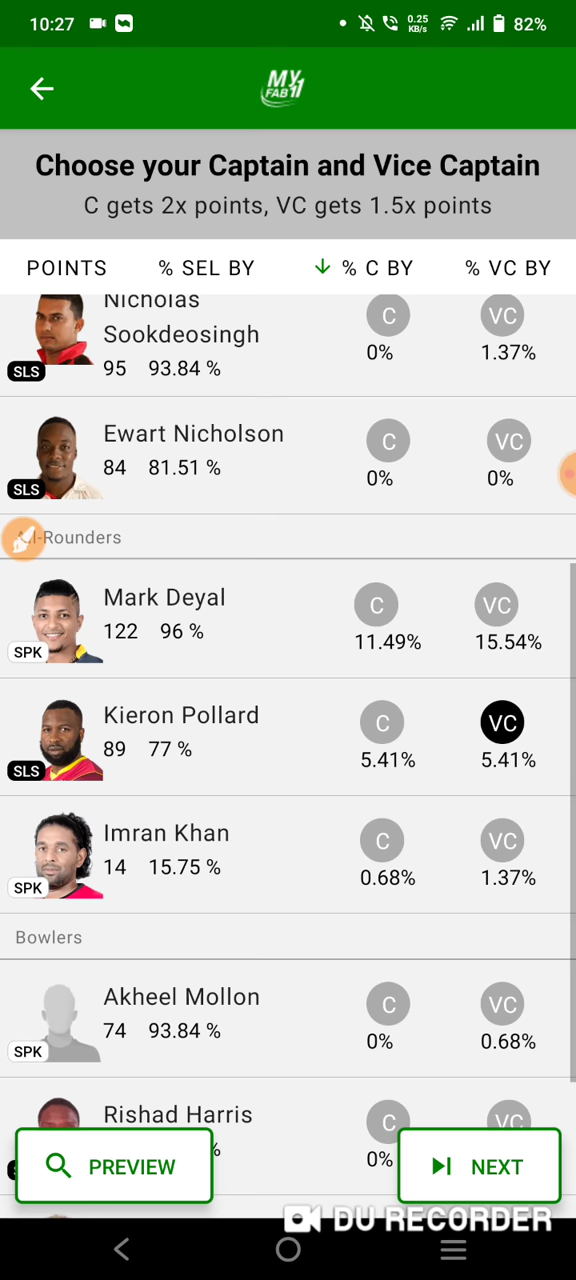 10:27
0.25
KB/s
82%
MY
FAB11
Choose your Captain and Vice Captain
C gets 2x points, VC gets 1.5x points
POINTS % SEL BY % C BY % VC BY
Nicholas
Sookdeosingh
95 93.84 %
SLS
C VC
0% 1.37%
Ewart Nicholson
84 81.51 %
SLS
C VC
0% 0%
All-Rounders
Mark Deyal
122 96 %
SPK
C VC
11.49% 15.54%
Kieron Pollard
89 77 %
SLS
C VC
5.41% 5.41%
Imran Khan
14 15.75 %
SPK
C VC
0.68% 1.37%
Bowlers
Akheel Mollon
74 93.84 %
SPK
C VC
0% 0.68%
Rishad Harris
%
C VC
0%
PREVIEW
NEXT
DU RECORDER